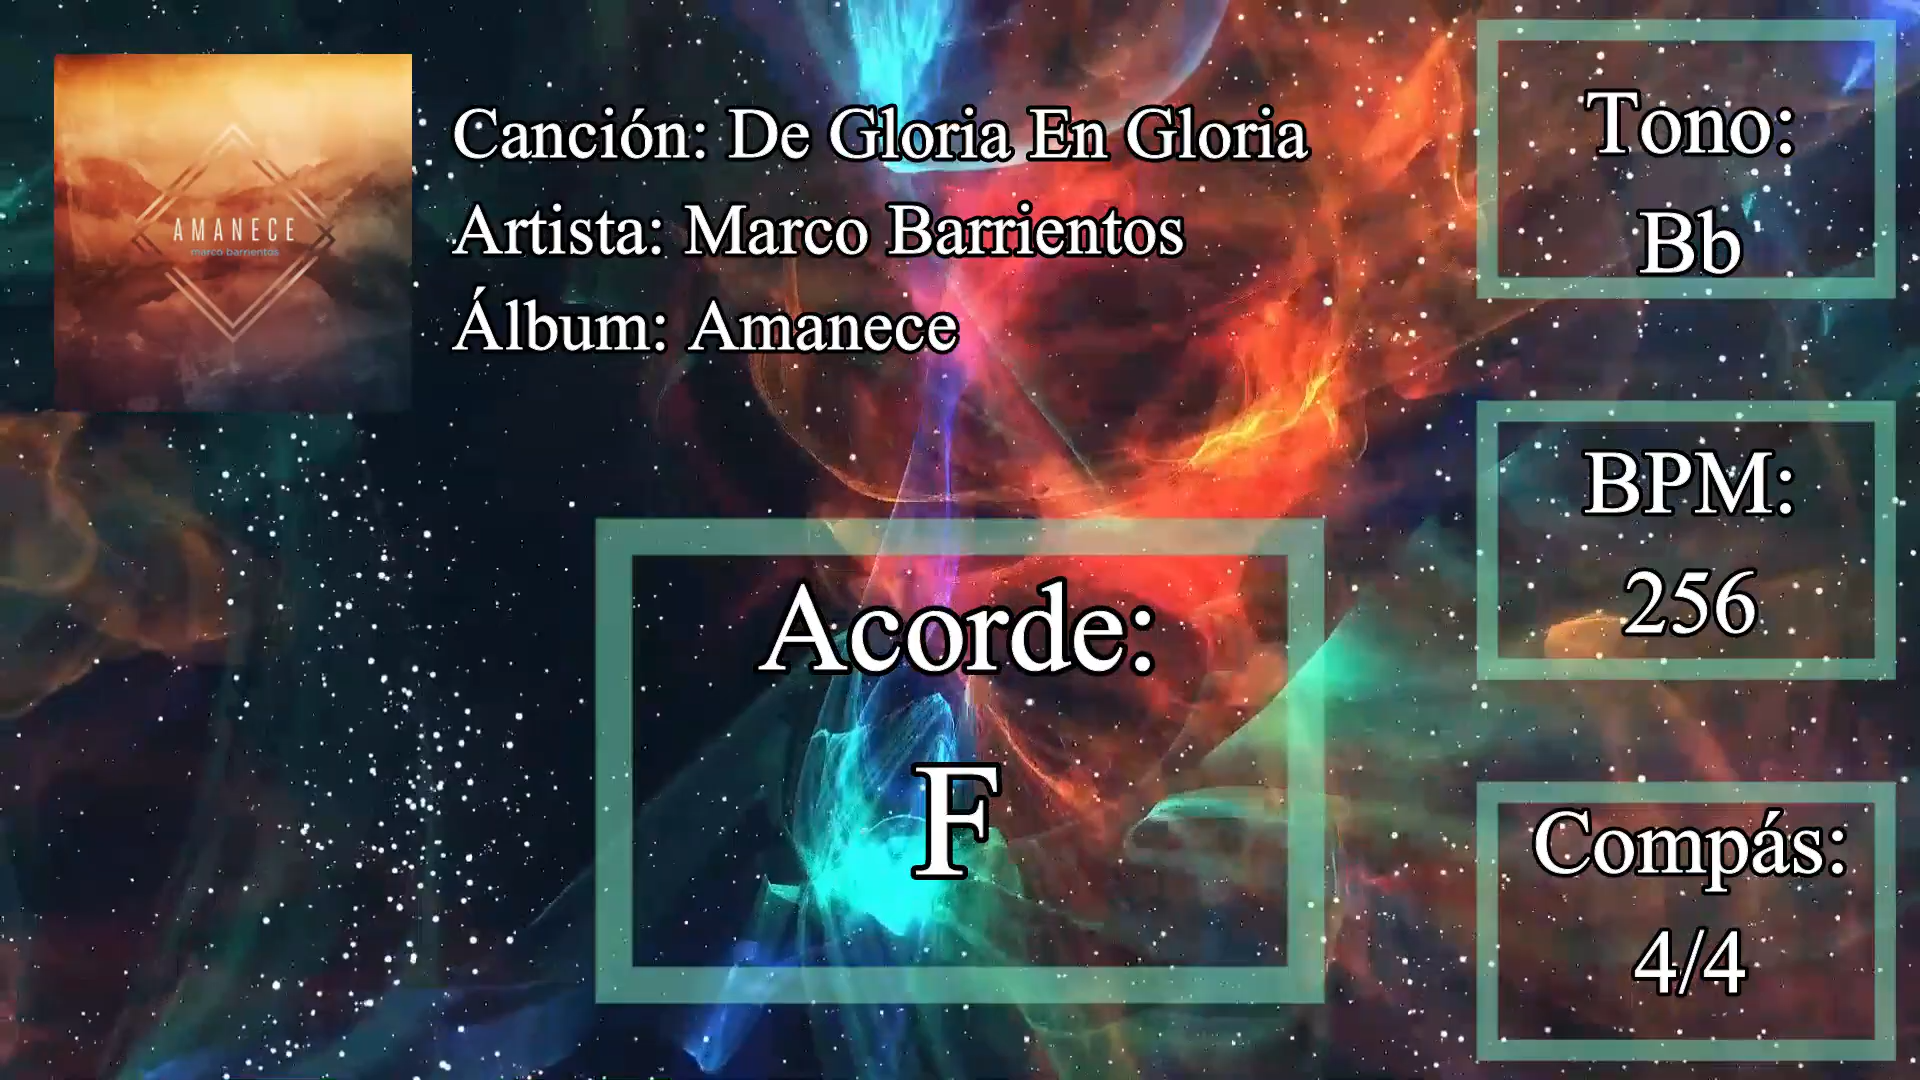 AMANECE
marco barrientos
Canción: De Gloria En Gloria
Artista: Marco Barrientos
Álbum: Amanece
Tono:
Bb
BPM:
256
Acorde:
F
Compás:
4/4